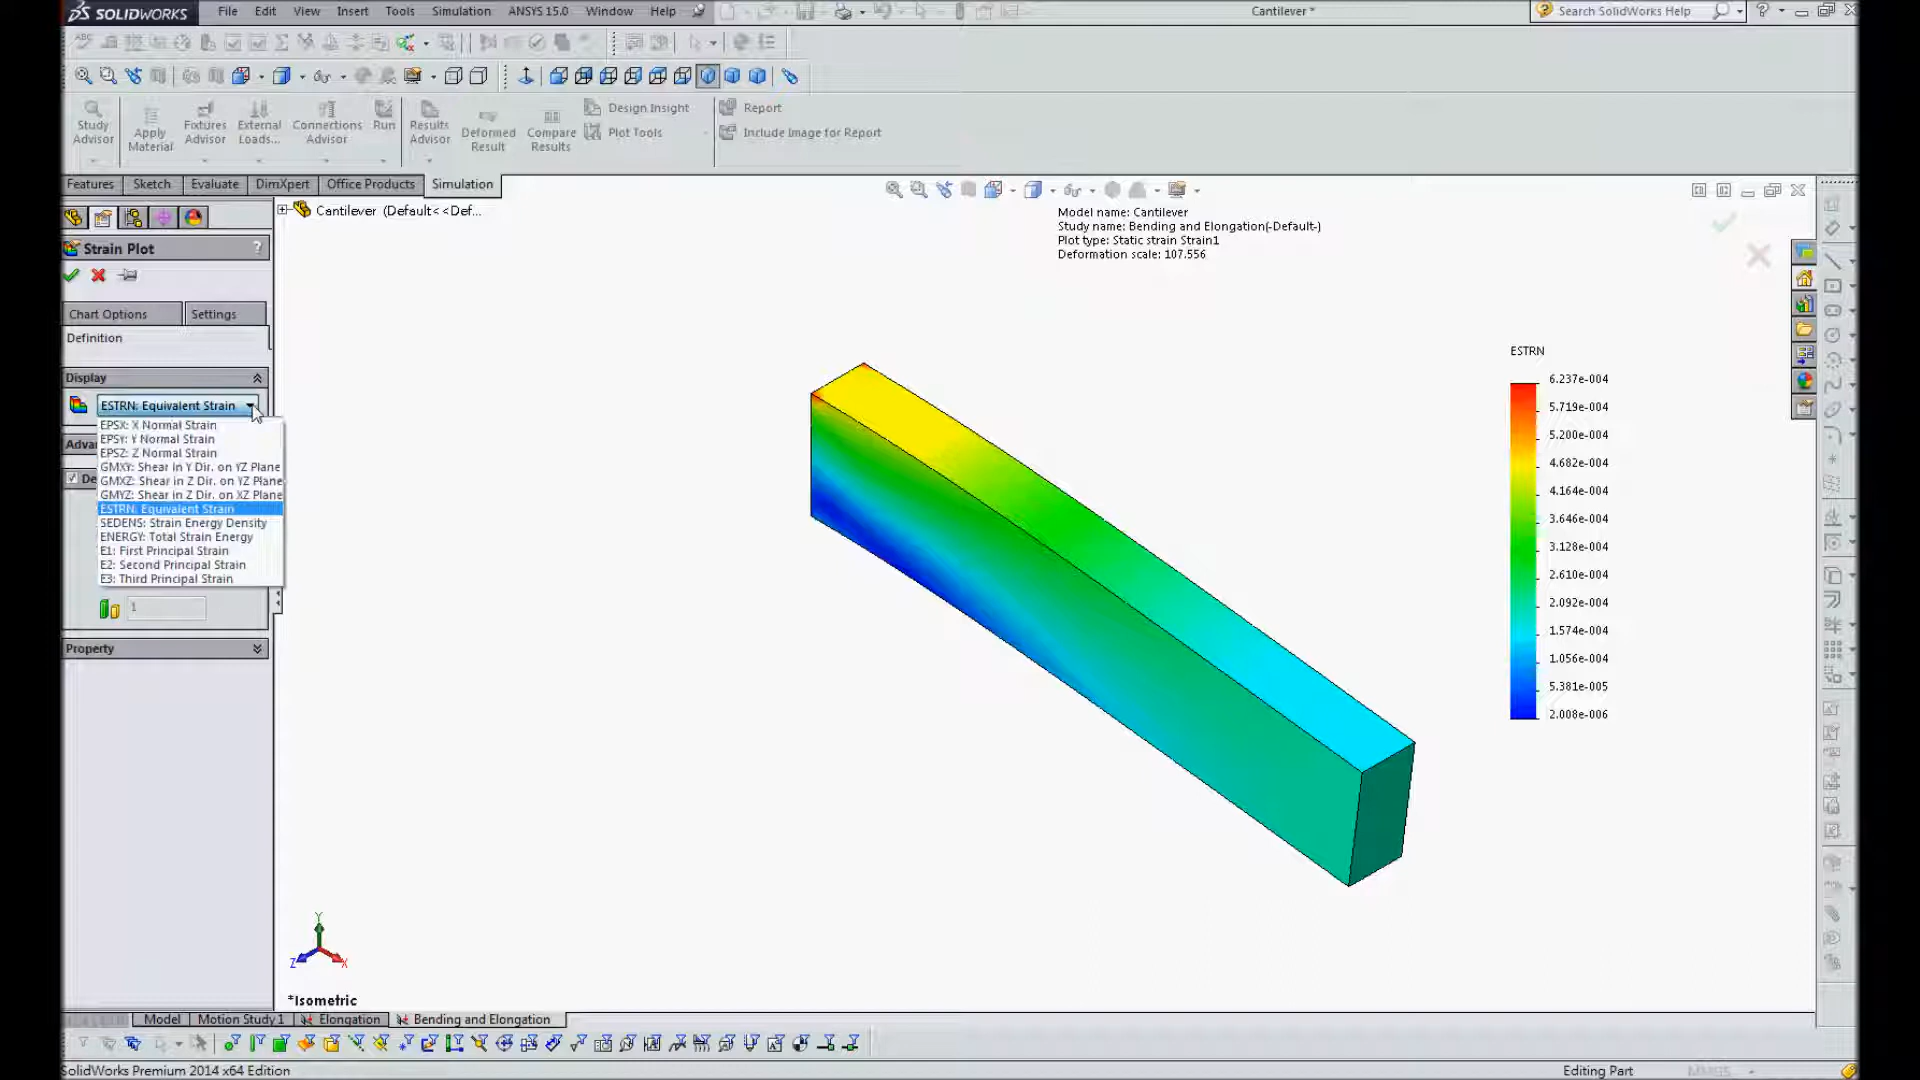 SOLIDWORKS File Edit View Insert Tools Simulation ANSYS 15.0 Window Help Cantilever * Search SolidWorks Help
Study Advisor
Apply Material
Fixtures Advisor
External Loads...
Connections Advisor
Run
Results Advisor
Deformed Result
Compare Results
Design Insight
Plot Tools
Report
Include Image for Report
Features Sketch Evaluate DimXpert Office Products Simulation
Cantilever (Default<<Def...
Model name: Cantilever
Study name: Bending and Elongation(-Default-)
Plot type: Static strain Strain1
Deformation scale: 107.556
Strain Plot ?
Chart Options Settings
Definition
Display
ESTRN: Equivalent Strain
EPSX: X Normal Strain
EPSY: Y Normal Strain
EPSZ: Z Normal Strain
GMXY: Shear in Y Dir. on YZ Plane
GMXZ: Shear in Z Dir. on YZ Plane
GMYZ: Shear in Z Dir. on XZ Plane
ESTRN: Equivalent Strain
SEDENS: Strain Energy Density
ENERGY: Total Strain Energy
E1: First Principal Strain
E2: Second Principal Strain
E3: Third Principal Strain
Adva
De
1
Property
ESTRN
6.237e-004
5.719e-004
5.200e-004
4.682e-004
4.164e-004
3.646e-004
3.128e-004
2.610e-004
2.092e-004
1.574e-004
1.056e-004
5.381e-005
2.008e-006
Y
Z X
*Isometric
Model Motion Study 1 Elongation Bending and Elongation
SolidWorks Premium 2014 x64 Edition Editing Part MMGS